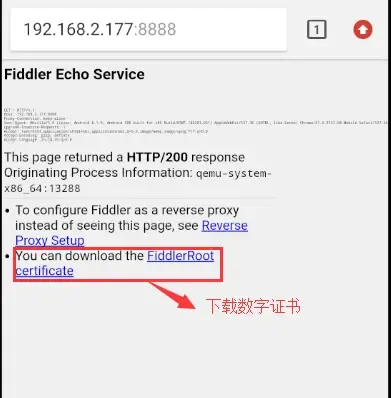 192.168.2.177:8888
1
Fiddler Echo Service
This page returned a HTTP/200 response
Originating Process Information: qemu-system-
x86_64:13288
• To configure Fiddler as a reverse proxy
instead of seeing this page, see Reverse
Proxy Setup
• You can download the FiddlerRoot
certificate
下载数字证书